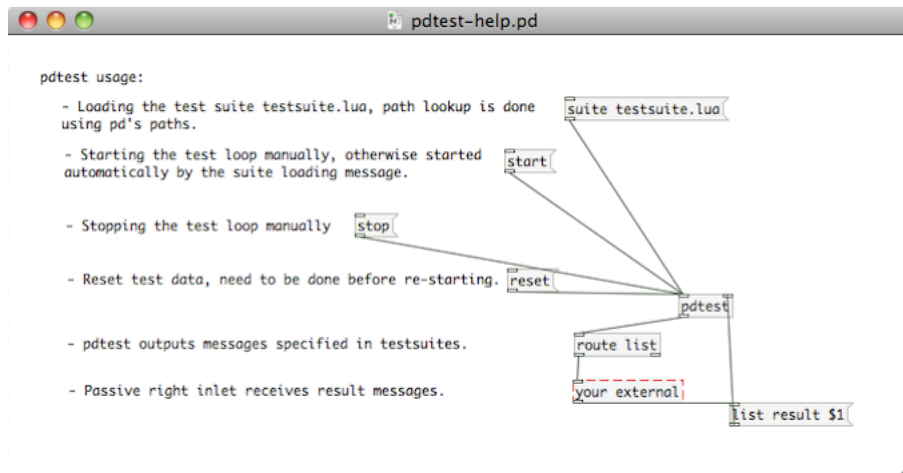 pdtest-help.pd
pdtest usage:
- Loading the test suite testsuite.lua, path lookup is done
using pd's paths.
suite testsuite.lua
- Starting the test loop manually, otherwise started
automatically by the suite loading message.
start
- Stopping the test loop manually
stop
- Reset test data, need to be done before re-starting.
reset
pdtest
- pdtest outputs messages specified in testsuites.
route list
- Passive right inlet receives result messages.
your external
list result $1